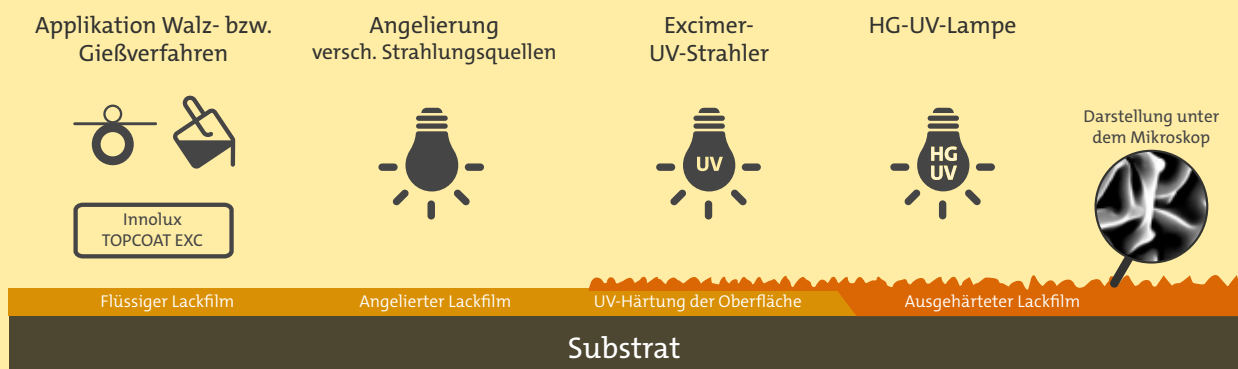 Applikation Walz- bzw.
Gießverfahren
Angelierung
versch. Strahlungsquellen
Excimer-
UV-Strahler
HG-UV-Lampe
Darstellung unter
dem Mikroskop
UV
HG
UV
Innolux
TOPCOAT EXC
Flüssiger Lackfilm
Angelierter Lackfilm
UV-Härtung der Oberfläche
Ausgehärteter Lackfilm
Substrat